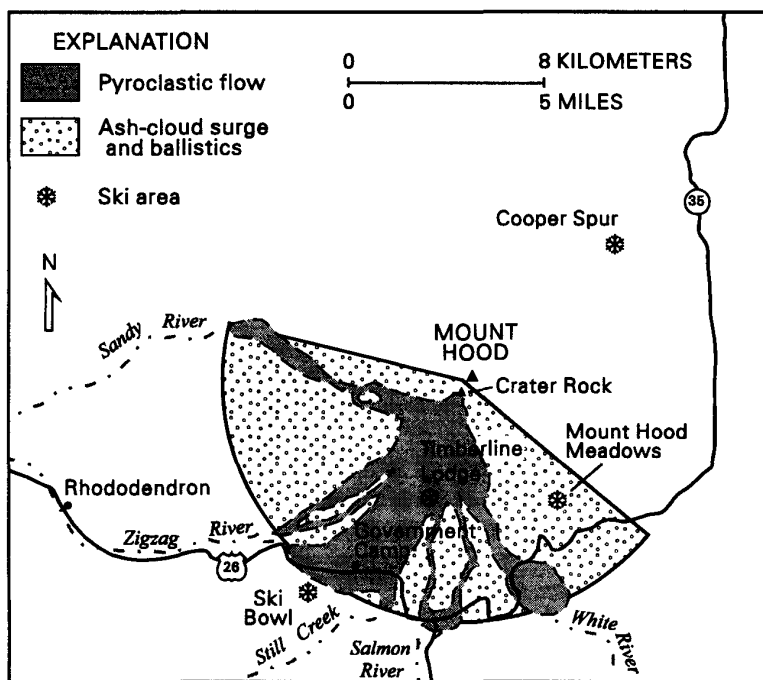 EXPLANATION
Pyroclastic flow
Ash-cloud surge
and ballistics
Ski area
0 8 KILOMETERS
0 5 MILES
N
35
Cooper Spur
Sandy River
MOUNT
HOOD
Crater Rock
Mount Hood
Meadows
Timberline
Lodge
Rhododendron
Zigzag River
Government
Camp
26
Ski
Bowl
Still Creek
Salmon
River
White River